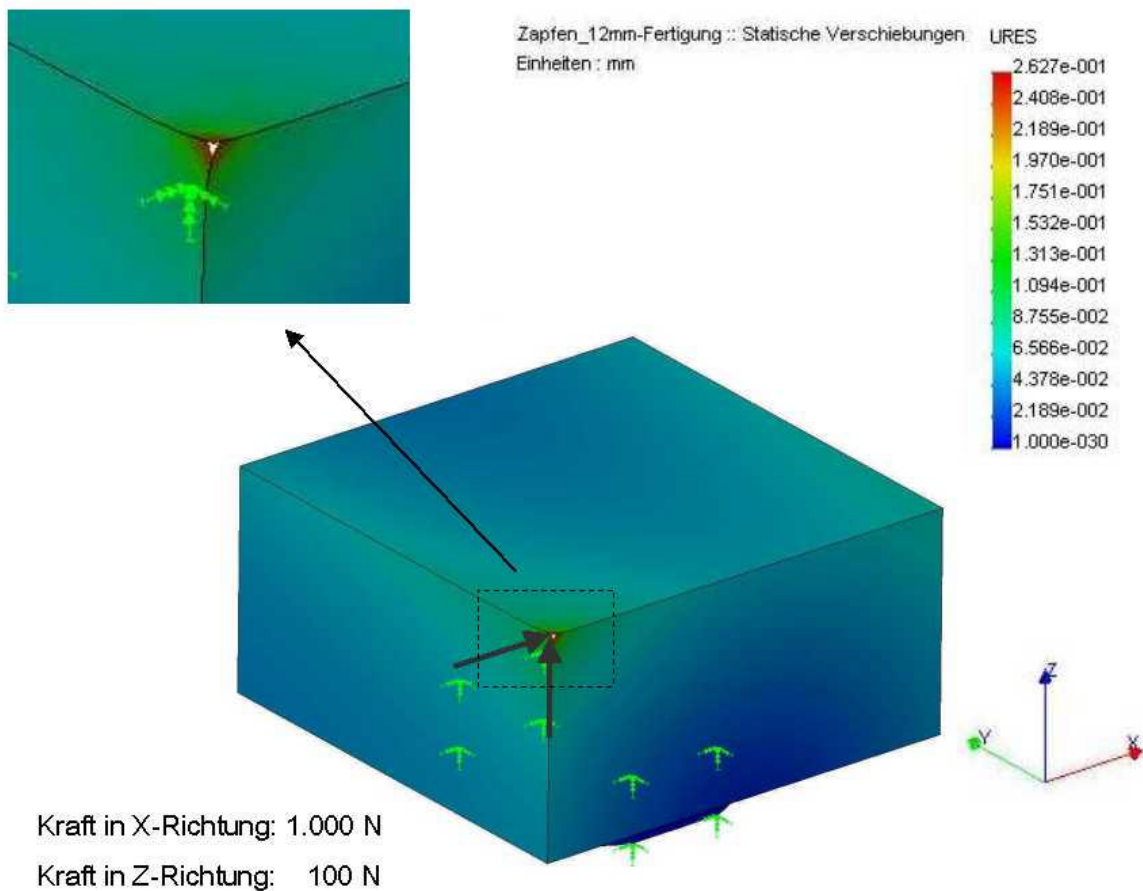 Zapfen_12mm-Fertigung :: Statische Verschiebungen URES
Einheiten : mm
2.627e-001
2.408e-001
2.189e-001
1.970e-001
1.751e-001
1.532e-001
1.313e-001
1.094e-001
8.755e-002
6.566e-002
4.378e-002
2.189e-002
1.000e-030
Z
Y
X
Kraft in X-Richtung: 1.000 N
Kraft in Z-Richtung: 100 N